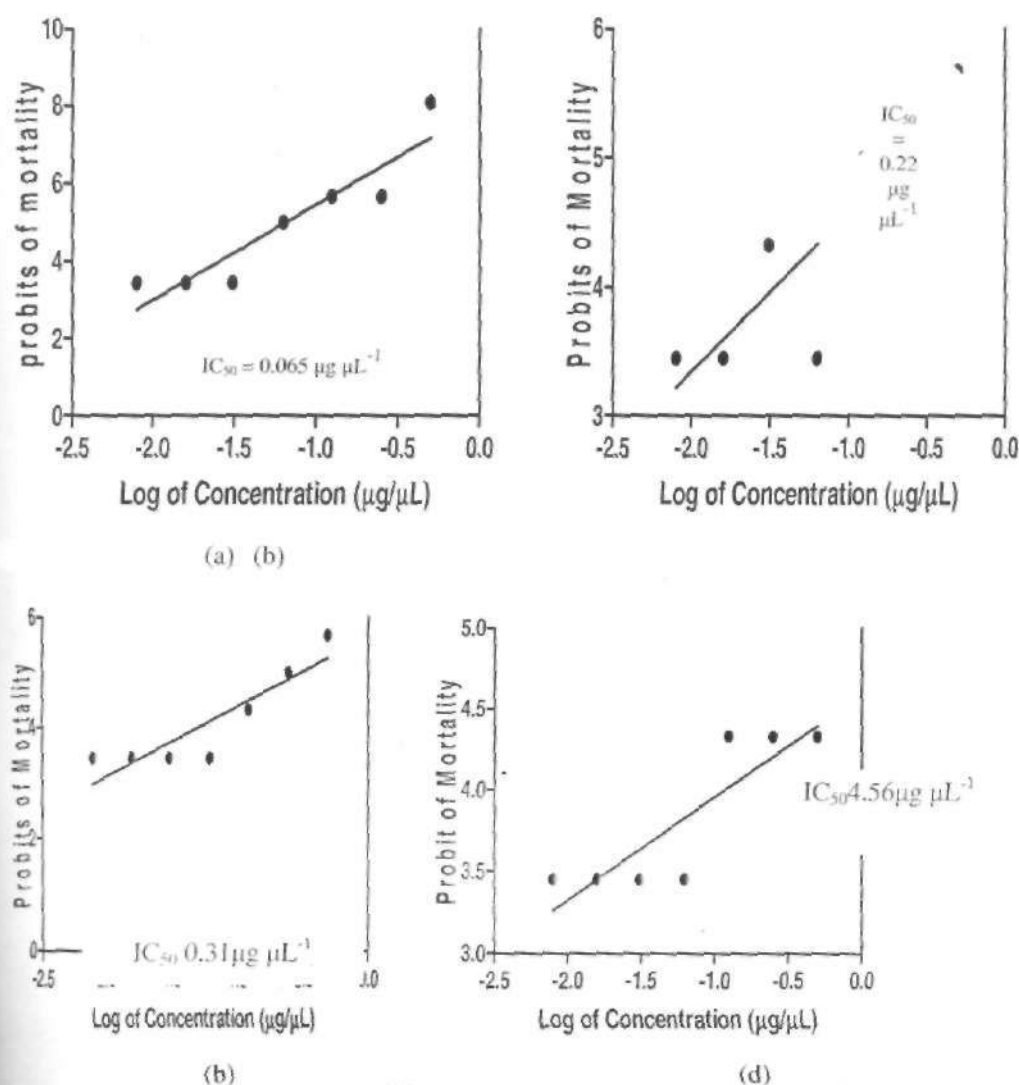 10
8
6
4
2
0
probits of mortality
IC₅₀ = 0.065 µg µL⁻¹
-2.5 -2.0 -1.5 -1.0 -0.5 0.0
Log of Concentration (µg/µL)
6
5
4
3
Probits of Mortality
IC₅₀
=
0.22
µg
µL⁻¹
-2.5 -2.0 -1.5 -1.0 -0.5 0.0
Log of Concentration (µg/µL)
(a) (b)
6
4
2
0
Probits of Mortality
IC₅₀ 0.31µg µL⁻¹
-2.5
Log of Concentration (µg/µL)
(b)
5.0
4.5
4.0
3.5
3.0
Probit of Mortality
IC₅₀4.56µg µL⁻¹
-2.5 -2.0 -1.5 -1.0 -0.5 0.0
Log of Concentration (µg/µL)
(d)